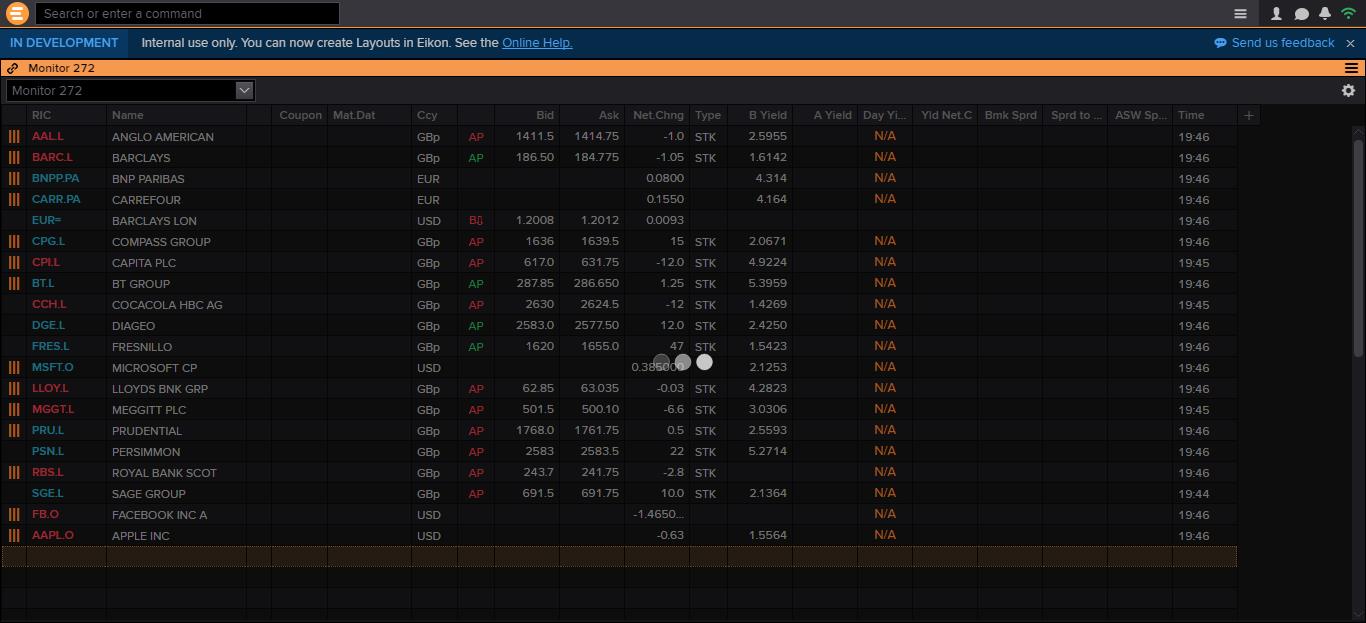 Search or enter a command
IN DEVELOPMENT Internal use only. You can now create Layouts in Eikon. See the Online Help. Send us feedback
Monitor 272
Monitor 272
RIC Name Coupon Mat.Dat Ccy Bid Ask Net.Chng Type B Yield A Yield Day Yi... Yld Net.C Bmk Sprd Sprd to ... ASW Sp... Time +
AAL.L ANGLO AMERICAN GBp AP 1411.5 1414.75 -1.0 STK 2.5955 N/A 19:46
BARC.L BARCLAYS GBp AP 186.50 184.775 -1.05 STK 1.6142 N/A 19:46
BNPP.PA BNP PARIBAS EUR 0.0800 4.314 N/A 19:46
CARR.PA CARREFOUR EUR 0.1550 4.164 N/A 19:46
EUR= BARCLAYS LON USD 1.2008 1.2012 0.0093 19:46
CPG.L COMPASS GROUP GBp AP 1636 1639.5 15 STK 2.0671 N/A 19:46
CPI.L CAPITA PLC GBp AP 617.0 631.75 -12.0 STK 4.9224 N/A 19:45
BT.L BT GROUP GBp AP 287.85 286.650 1.25 STK 5.3959 N/A 19:46
CCH.L COCACOLA HBC AG GBp AP 2630 2624.5 -12 STK 1.4269 N/A 19:45
DGE.L DIAGEO GBp AP 2583.0 2577.50 12.0 STK 2.4250 N/A 19:46
FRES.L FRESNILLO GBp AP 1620 1655.0 47 STK 1.5423 N/A 19:46
MSFT.O MICROSOFT CP USD 0.385000 2.1253 N/A 19:46
LLOY.L LLOYDS BNK GRP GBp AP 62.85 63.035 -0.03 STK 4.2823 N/A 19:46
MGGT.L MEGGITT PLC GBp AP 501.5 500.10 -6.6 STK 3.0306 N/A 19:45
PRU.L PRUDENTIAL GBp AP 1768.0 1761.75 0.5 STK 2.5593 N/A 19:46
PSN.L PERSIMMON GBp AP 2583 2583.5 22 STK 5.2714 N/A 19:46
RBS.L ROYAL BANK SCOT GBp AP 243.7 241.75 -2.8 STK N/A 19:46
SGE.L SAGE GROUP GBp AP 691.5 691.75 10.0 STK 2.1364 N/A 19:44
FB.O FACEBOOK INC A USD -1.4650... N/A 19:46
AAPL.O APPLE INC USD -0.63 1.5564 N/A 19:46